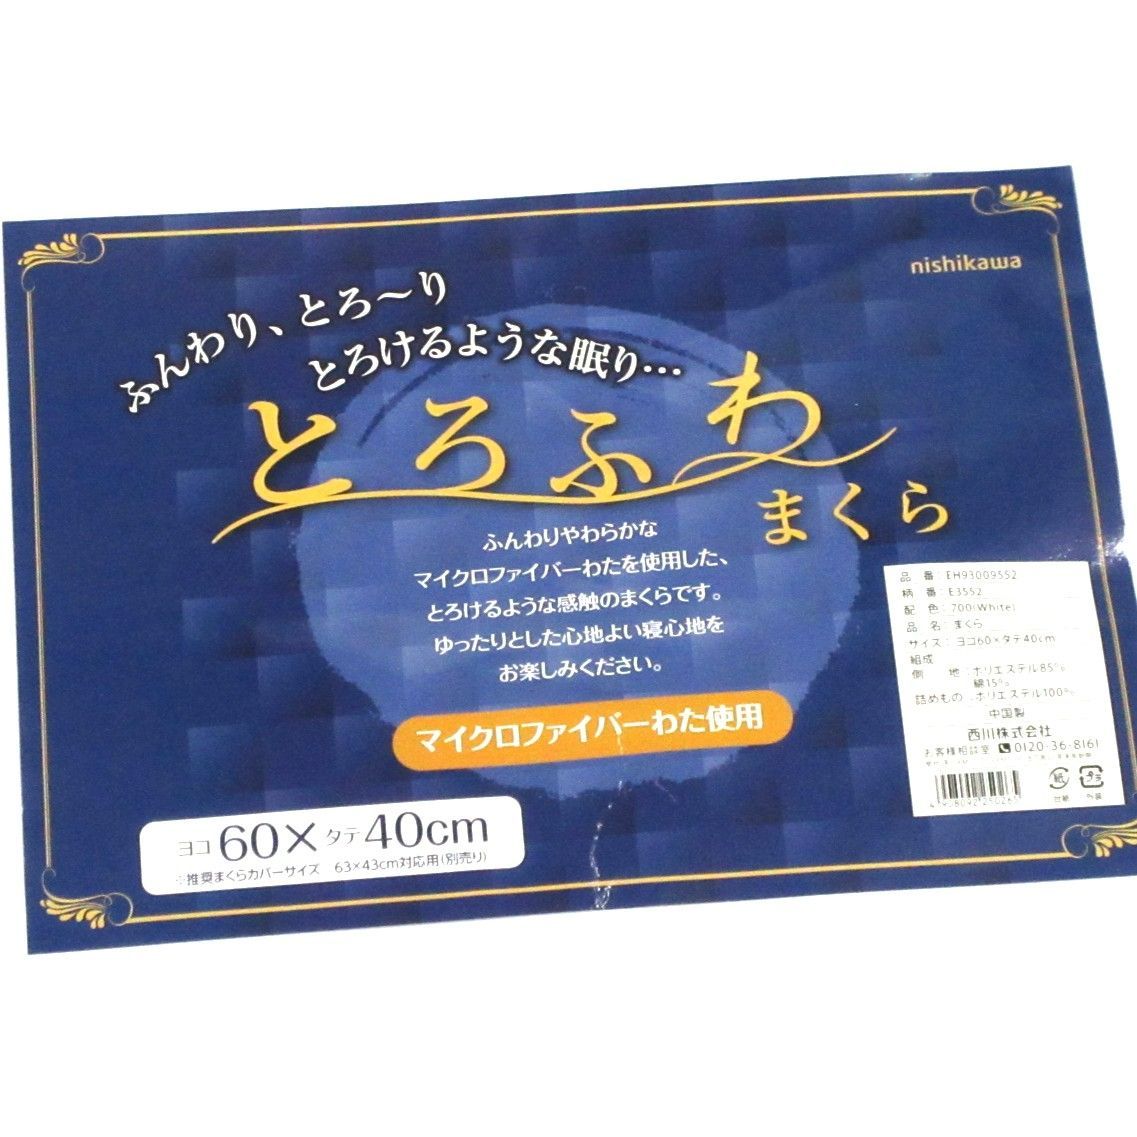 nishikawa
ふんわり、とろ〜り
とろけるような眠り…
とろふわ
まくら
ふんわりやわらかな
マイクロファイバーわたを使用した、
とろけるような感触のまくらです。
ゆったりとした心地よい寝心地を
お楽しみください。
マイクロファイバーわた使用
ヨコ60×タテ40cm
※推奨まくらカバーサイズ 63×43cm対応用(別売り)
品番:EH93009552
柄番:E3552
配色:700(White)
品名:まくら
サイズ:ヨコ60×タテ40cm
組成
側地:ポリエステル85%
綿15%
詰めもの:ポリエステル100%
中国製
西川株式会社
お客様相談室 0120-36-8161
4 908092 250265
紙 プラ
台紙 外装